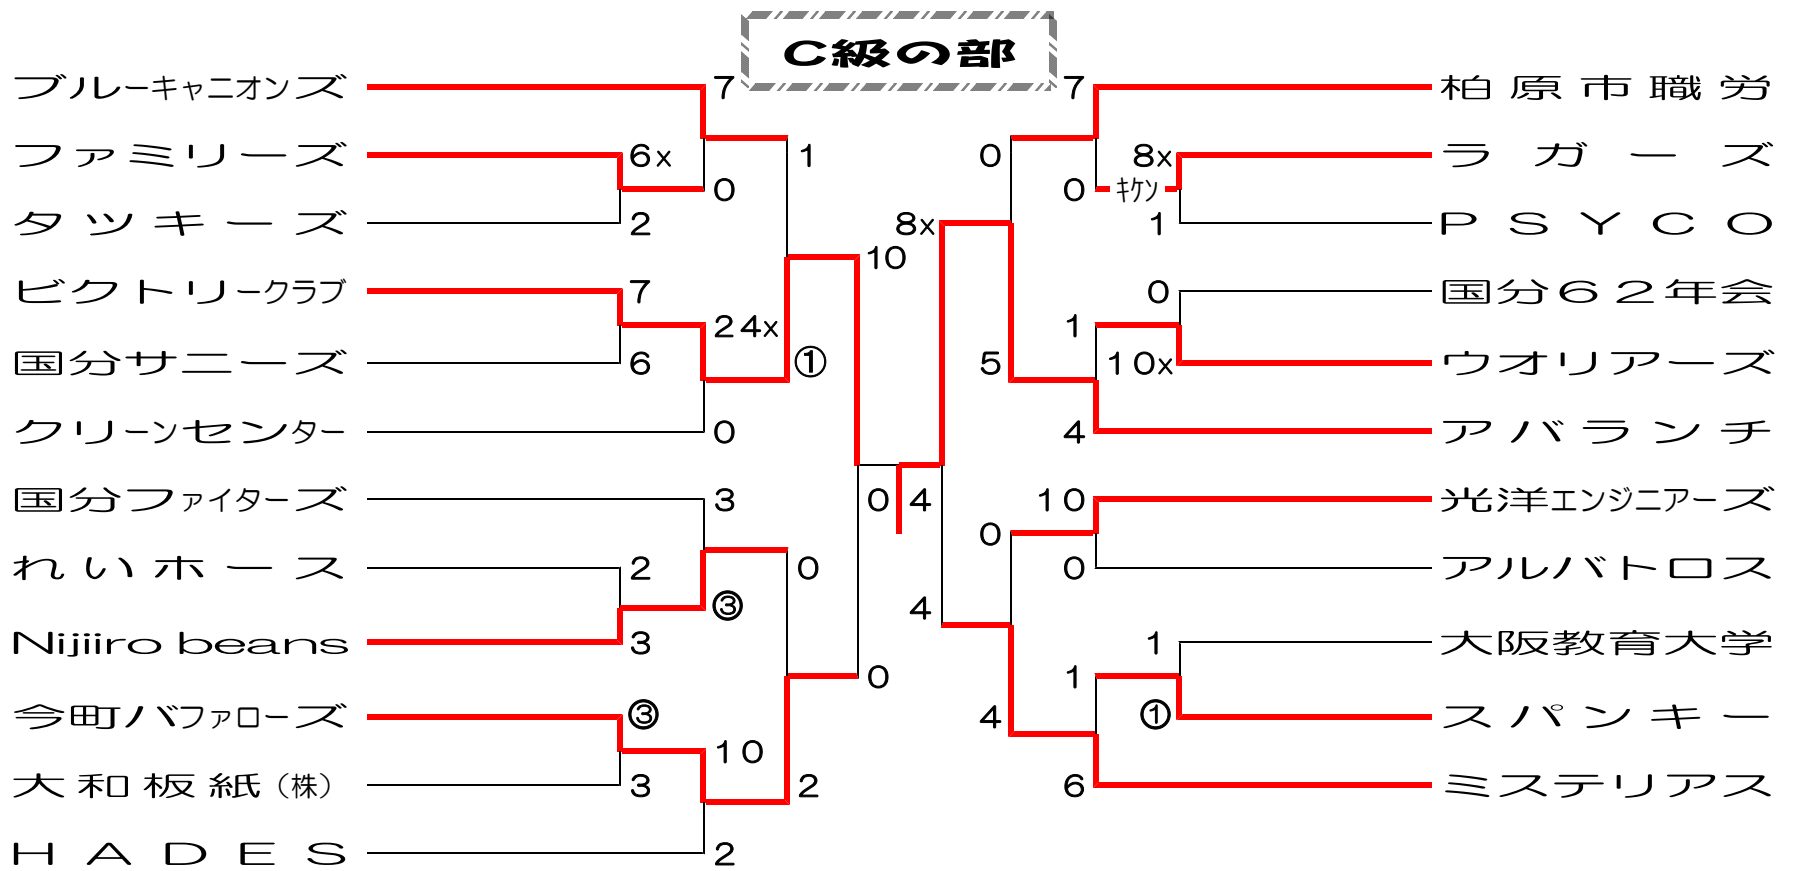 C級の部
ブルーキャニオンズ
7
7
柏原市職労
ファミリーズ
6x
1
0
8x
ラガーズ
0
0
キケン
タツキーズ
2
8x
1
PSYCO
10
ビクトリークラブ
7
0
国分62年会
24x
1
国分サニーズ
6
①
5
10x
ウオリアーズ
クリーンセンター
0
4
アバランチ
国分ファイターズ
3
0
4
10
光洋エンジニアーズ
0
れいホース
2
0
0
アルバトロス
③
4
Nijiiro beans
3
1
大阪教育大学
0
1
今町バファローズ
③
4
①
スパンキー
10
大和板紙(株)
3
2
6
ミステリアス
HADES
2